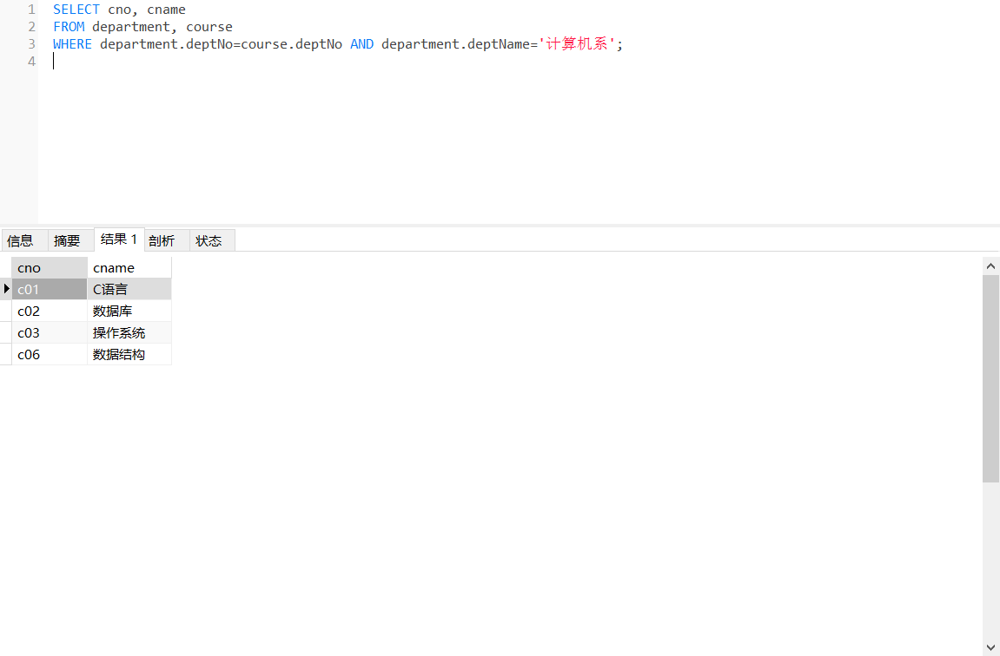 1 SELECT cno, cname
2 FROM department, course
3 WHERE department.deptNo=course.deptNo AND department.deptName='计算机系';
4
信息 摘要 结果 1 剖析 状态
cno cname
c01 C语言
c02 数据库
c03 操作系统
c06 数据结构